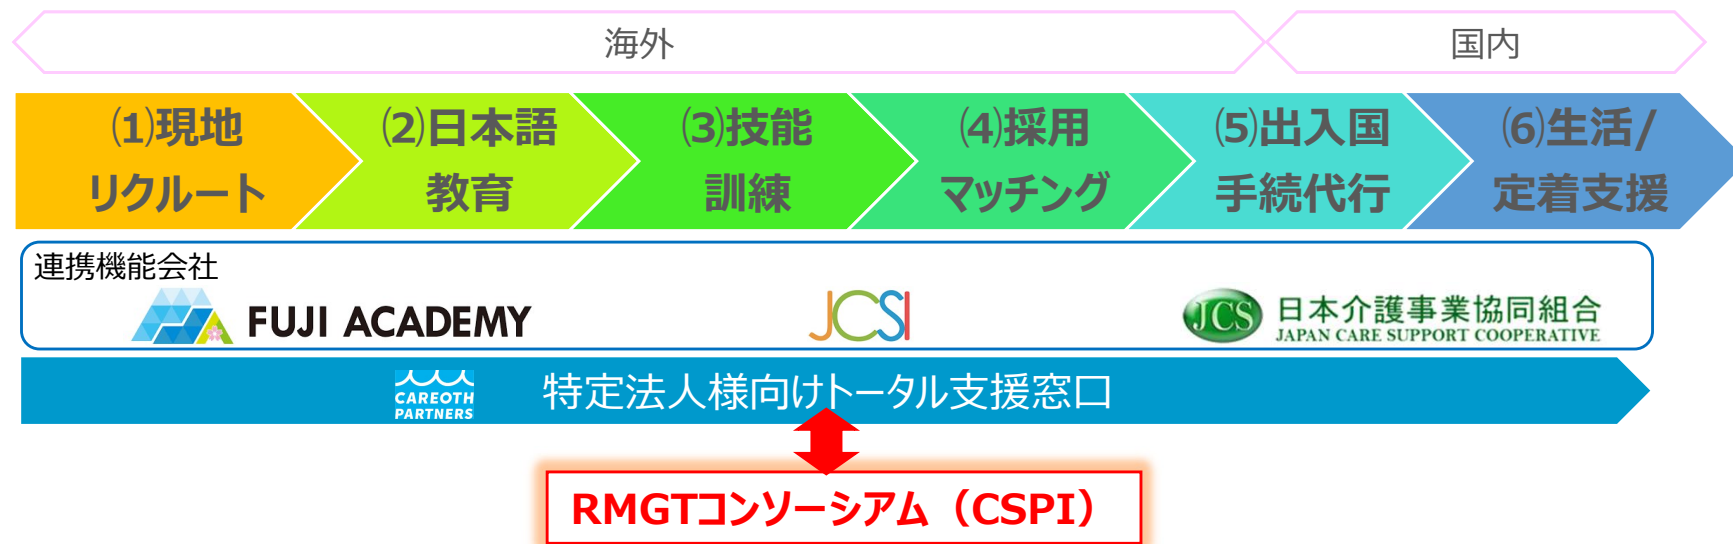 海外
国内
⑴現地
リクルート
⑵日本語
教育
⑶技能
訓練
⑷採用
マッチング
⑸出入国
手続代行
⑹生活/
定着支援
連携機能会社
FUJI ACADEMY
JCSI
JCS
日本介護事業協同組合
JAPAN CARE SUPPORT COOPERATIVE
CAREOTH
PARTNERS
特定法人様向けトータル支援窓口
RMGTコンソーシアム（CSPI）